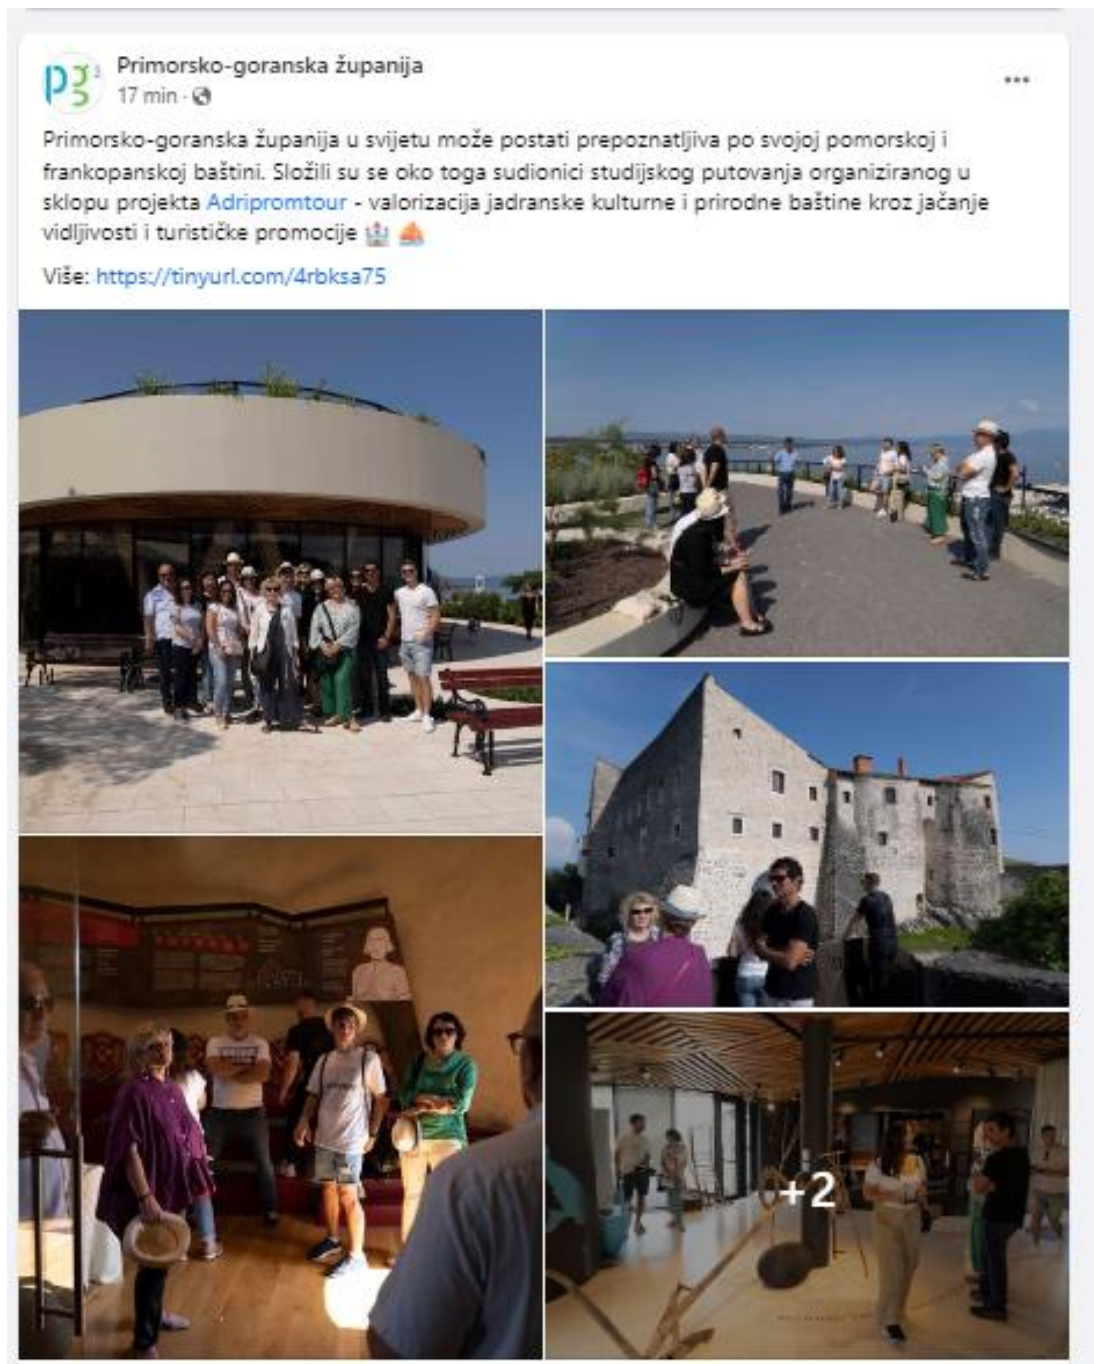 pgž
Primorsko-goranska županija
17 min ·
Primorsko-goranska županija u svijetu može postati prepoznatljiva po svojoj pomorskoj i
frankopanskoj baštini. Složili su se oko toga sudionici studijskog putovanja organiziranog u
sklopu projekta Adripromtour - valorizacija jadranske kulturne i prirodne baštine kroz jačanje
vidljivosti i turističke promocije
Više: https://tinyurl.com/4rbksa75
+2